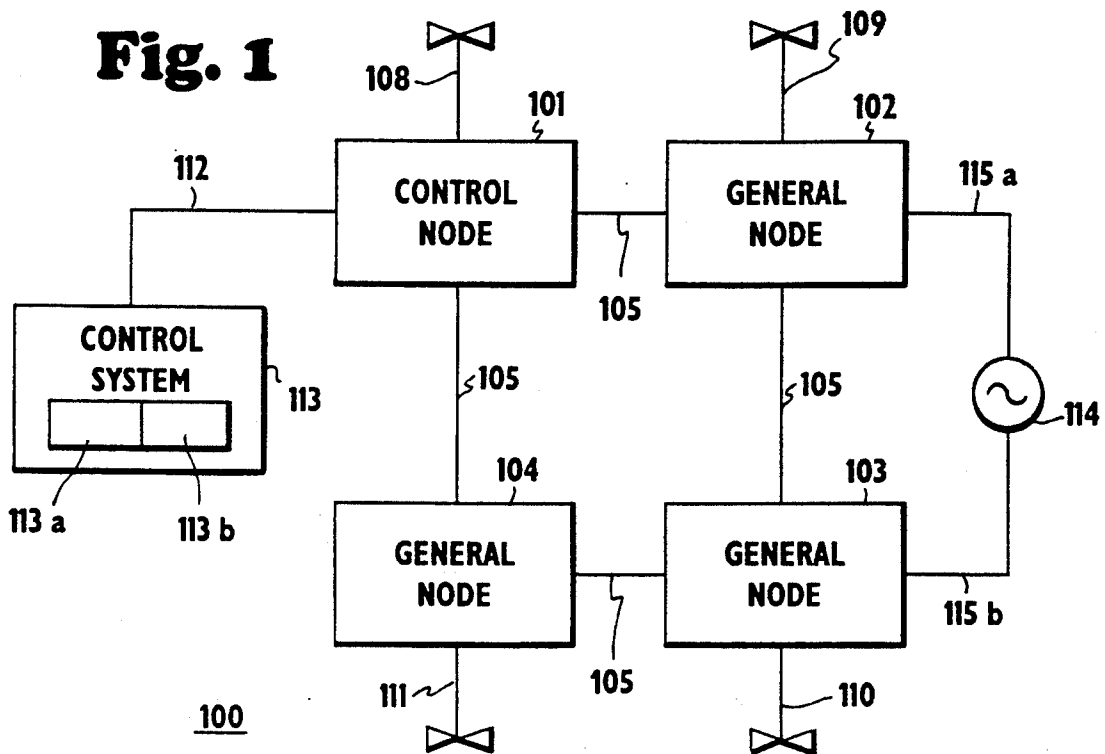 Fig. 1
108
109
101
102
112
CONTROL
NODE
GENERAL
NODE
115 a
105
CONTROL
SYSTEM
113
105
105
114
113 a
113 b
104
103
GENERAL
NODE
GENERAL
NODE
105
115 b
111
110
100